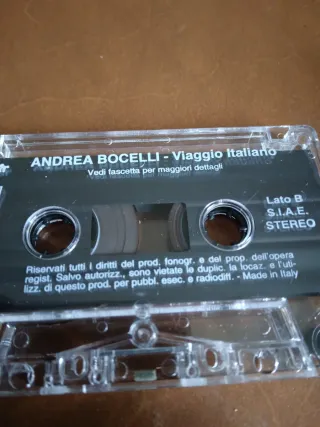 ANDREA BOCELLI - Viaggio Italiano
Vedi fascetta per maggiori dettagli
Lato B
S.I.A.E.
STEREO
Riservati tutti i diritti del prod. fonogr. e del prop. dell'opera
regist. Salvo autorizz., sono vietate le duplic. la locaz. e l'uti-
lizz. di questo prod. per pubbl. esec. e radiodiff. - Made in Italy